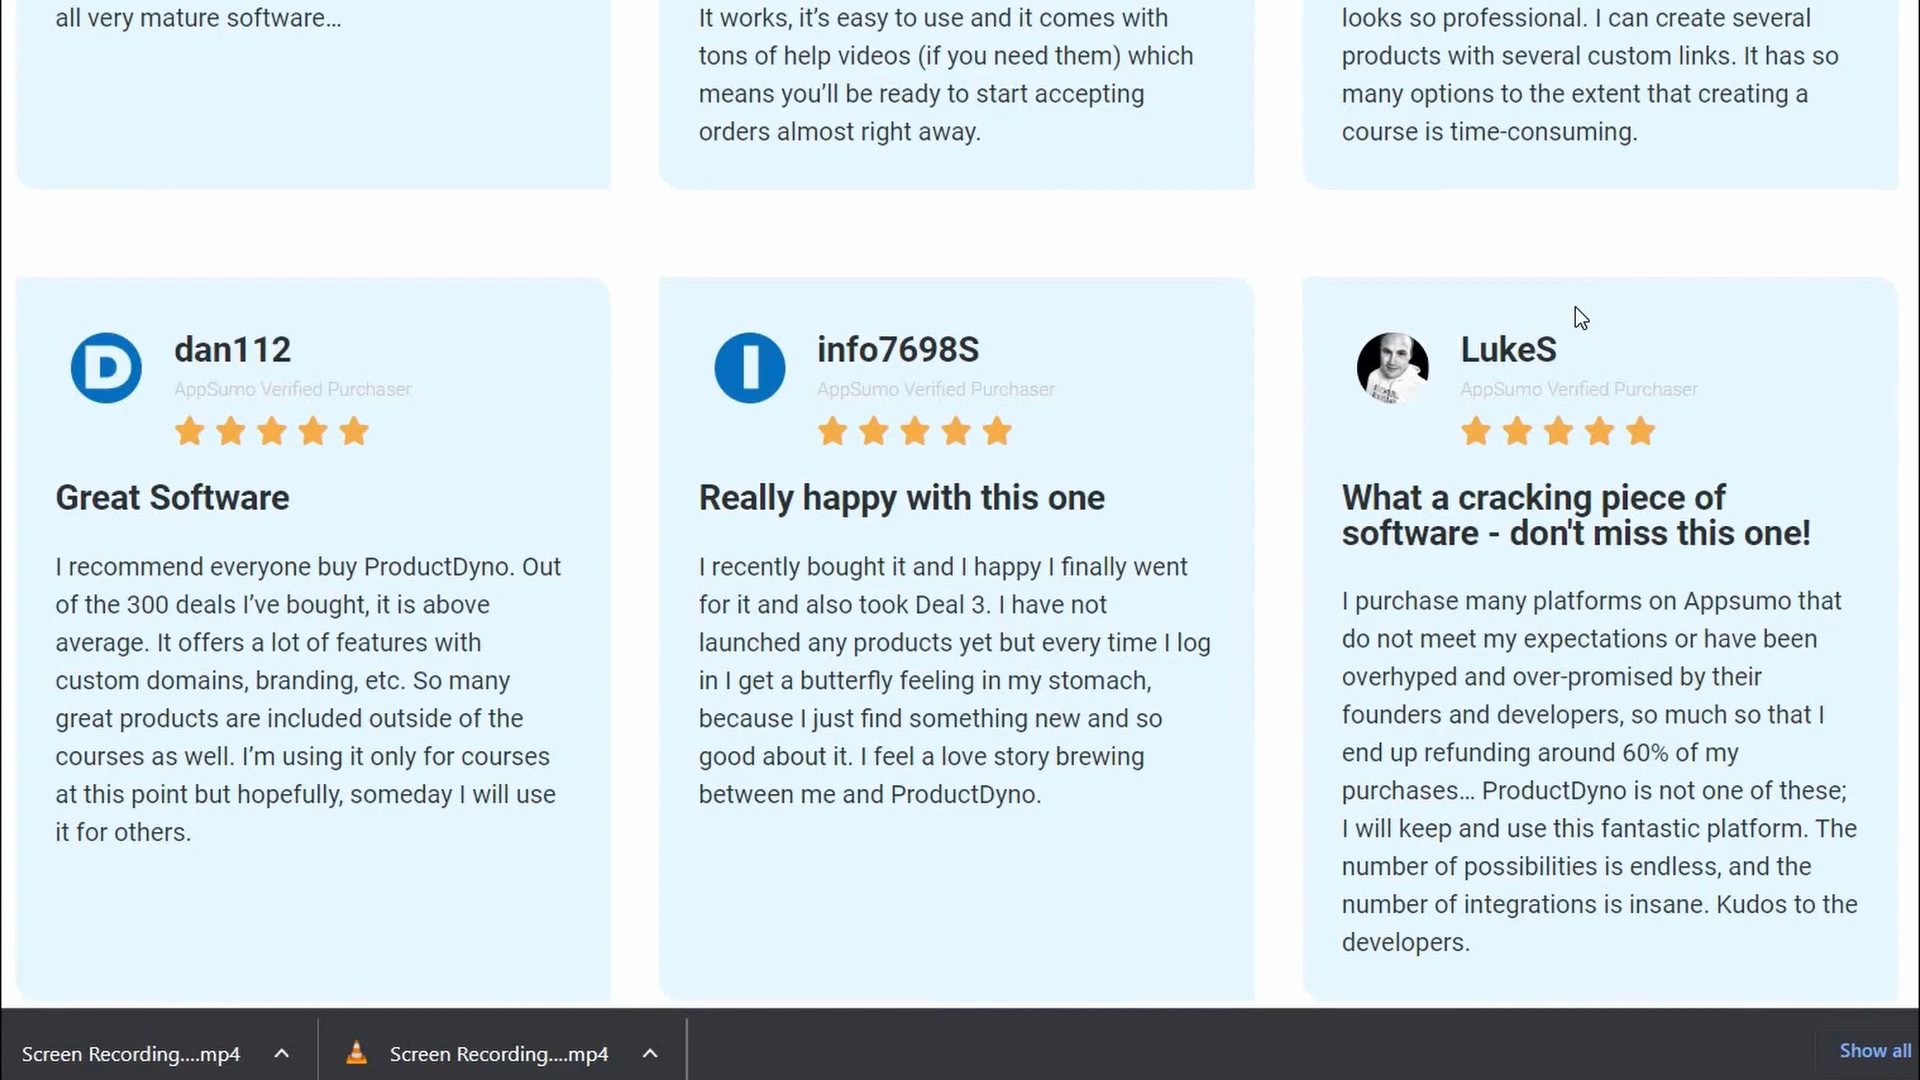 all very mature software…
It works, it’s easy to use and it comes with
tons of help videos (if you need them) which
means you’ll be ready to start accepting
orders almost right away.
looks so professional. I can create several
products with several custom links. It has so
many options to the extent that creating a
course is time-consuming.
D
dan112
AppSumo Verified Purchaser
Great Software
I recommend everyone buy ProductDyno. Out
of the 300 deals I’ve bought, it is above
average. It offers a lot of features with
custom domains, branding, etc. So many
great products are included outside of the
courses as well. I’m using it only for courses
at this point but hopefully, someday I will use
it for others.
I
info7698S
AppSumo Verified Purchaser
Really happy with this one
I recently bought it and I happy I finally went
for it and also took Deal 3. I have not
launched any products yet but every time I log
in I get a butterfly feeling in my stomach,
because I just find something new and so
good about it. I feel a love story brewing
between me and ProductDyno.
LukeS
AppSumo Verified Purchaser
What a cracking piece of
software - don't miss this one!
I purchase many platforms on Appsumo that
do not meet my expectations or have been
overhyped and over-promised by their
founders and developers, so much so that I
end up refunding around 60% of my
purchases… ProductDyno is not one of these;
I will keep and use this fantastic platform. The
number of possibilities is endless, and the
number of integrations is insane. Kudos to the
developers.
Screen Recording....mp4
Screen Recording....mp4
Show all